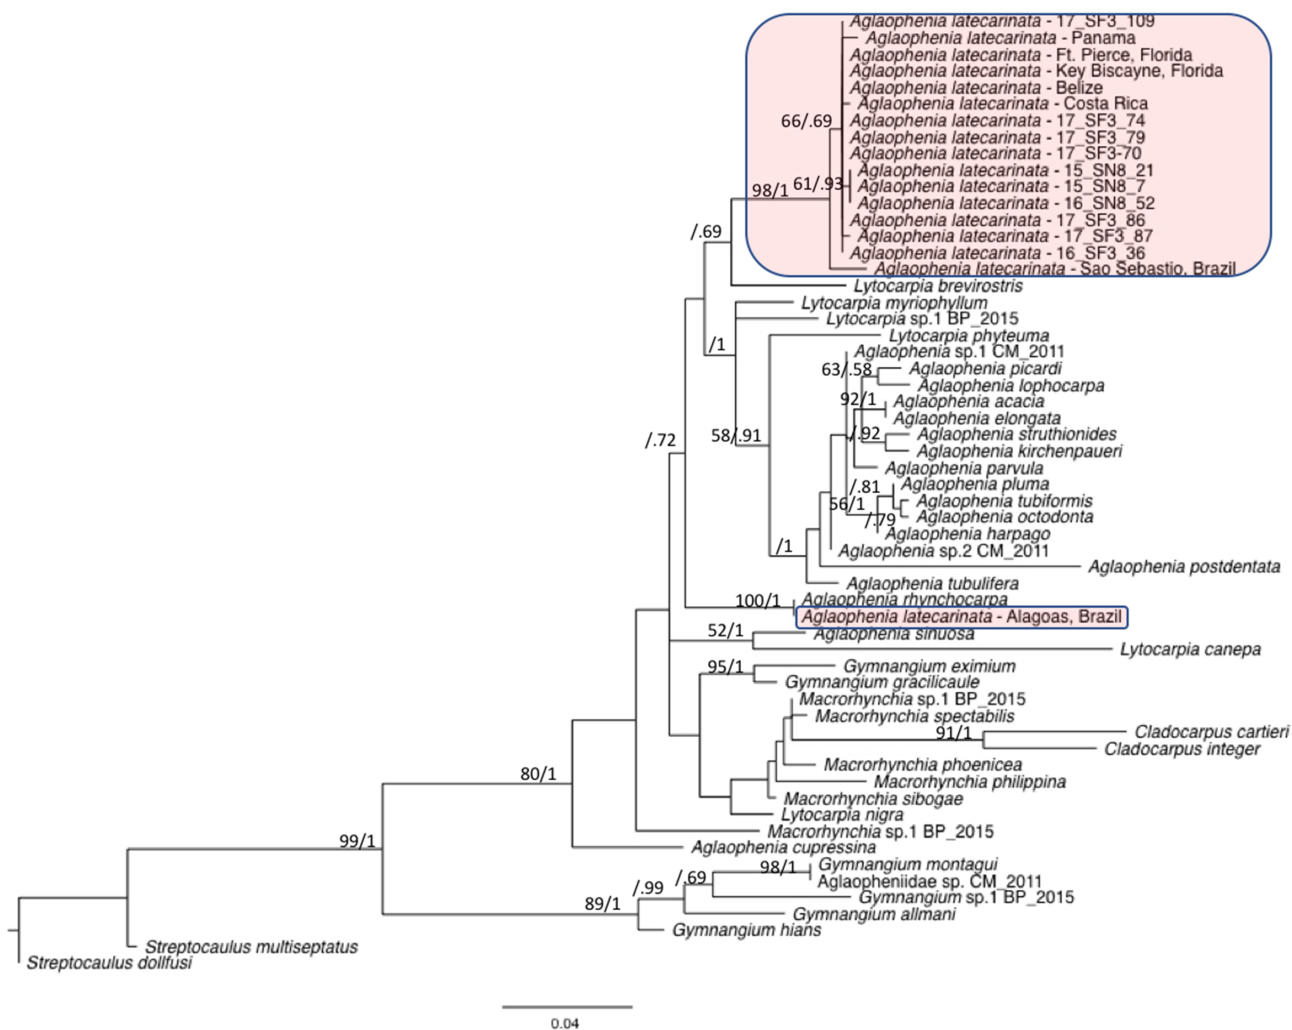 Aglaophenia latecarinata - 17_SF3_109
Aglaophenia latecarinata - Panama
Aglaophenia latecarinata - Ft. Pierce, Florida
Aglaophenia latecarinata - Key Biscayne, Florida
Aglaophenia latecarinata - Belize
Aglaophenia latecarinata - Costa Rica
66/.69
Aglaophenia latecarinata - 17_SF3_74
Aglaophenia latecarinata - 17_SF3_79
Aglaophenia latecarinata - 17_SF3-70
Aglaophenia latecarinata - 15_SN8_21
98/1 61/.93
Aglaophenia latecarinata - 15_SN8_7
Aglaophenia latecarinata - 16_SN8_52
Aglaophenia latecarinata - 17_SF3_86
/.69
Aglaophenia latecarinata - 17_SF3_87
Aglaophenia latecarinata - 16_SF3_36
Aglaophenia latecarinata - Sao Sebastio, Brazil
Lytocarpia brevirostris
Lytocarpia myriophyllum
Lytocarpia sp.1 BP_2015
Lytocarpia phyteuma
/1
Aglaophenia sp.1 CM_2011
63/.58
Aglaophenia picardi
Aglaophenia lophocarpa
92/1
Aglaophenia acacia
Aglaophenia elongata
/.72
58/.91
/.92
Aglaophenia struthionides
Aglaophenia kirchenpaueri
Aglaophenia parvula
/.81
Aglaophenia pluma
56/1
Aglaophenia tubiformis
/.79
Aglaophenia octodonta
Aglaophenia harpago
/1
Aglaophenia sp.2 CM_2011
Aglaophenia postdentata
Aglaophenia tubulifera
100/1
Aglaophenia rhynchocarpa
Aglaophenia latecarinata - Alagoas, Brazil
52/1
Aglaophenia sinuosa
Lytocarpia canepa
95/1
Gymnangium eximium
Gymnangium gracilicaule
Macrorhynchia sp.1 BP_2015
Macrorhynchia spectabilis
91/1
Cladocarpus cartieri
Cladocarpus integer
Macrorhynchia phoenicea
80/1
Macrorhynchia philippina
Macrorhynchia sibogae
Lytocarpia nigra
Macrorhynchia sp.1 BP_2015
99/1
Aglaophenia cupressina
98/1
Gymnangium montagui
/.69
Aglaopheniidae sp. CM_2011
/.99
Gymnangium sp.1 BP_2015
89/1
Gymnangium allmani
Gymnangium hians
Streptocaulus multiseptatus
Streptocaulus dollfusi
0.04